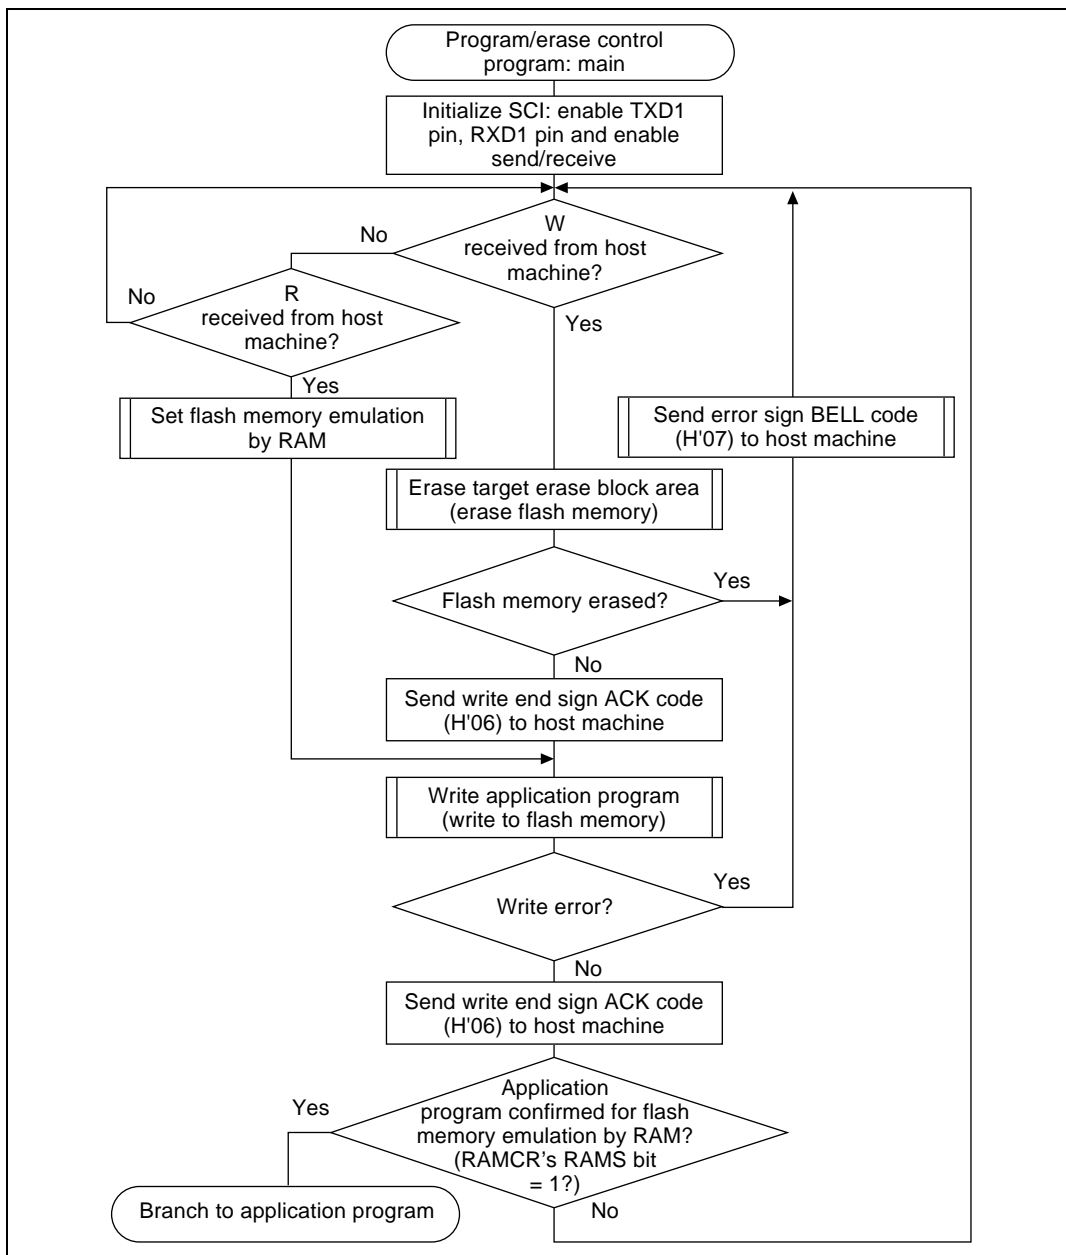 Program/erase control
program: main
Initialize SCI: enable TXD1
pin, RXD1 pin and enable
send/receive
W
received from host
machine?
No
Yes
R
received from host
machine?
No
Yes
Set flash memory emulation
by RAM
Send error sign BELL code
(H'07) to host machine
Erase target erase block area
(erase flash memory)
Flash memory erased?
Yes
No
Send write end sign ACK code
(H'06) to host machine
Write application program
(write to flash memory)
Write error?
Yes
No
Send write end sign ACK code
(H'06) to host machine
Application
program confirmed for flash
memory emulation by RAM?
(RAMCR's RAMS bit
= 1?)
Yes
No
Branch to application program